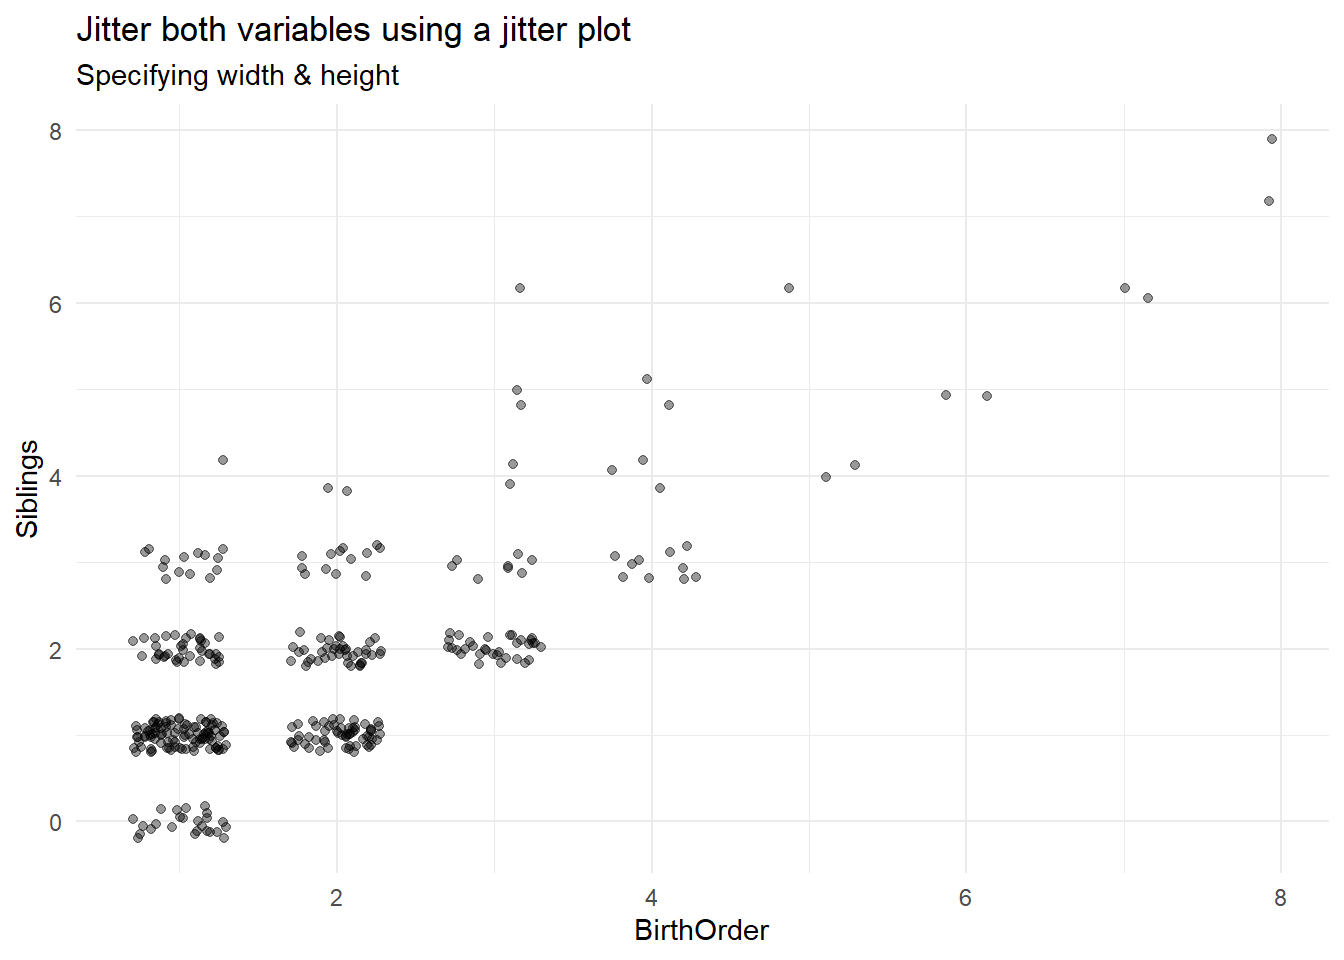 Jitter both variables using a jitter plot
Specifying width & height
8
6
4
2
0
Siblings
2 4 6 8
BirthOrder